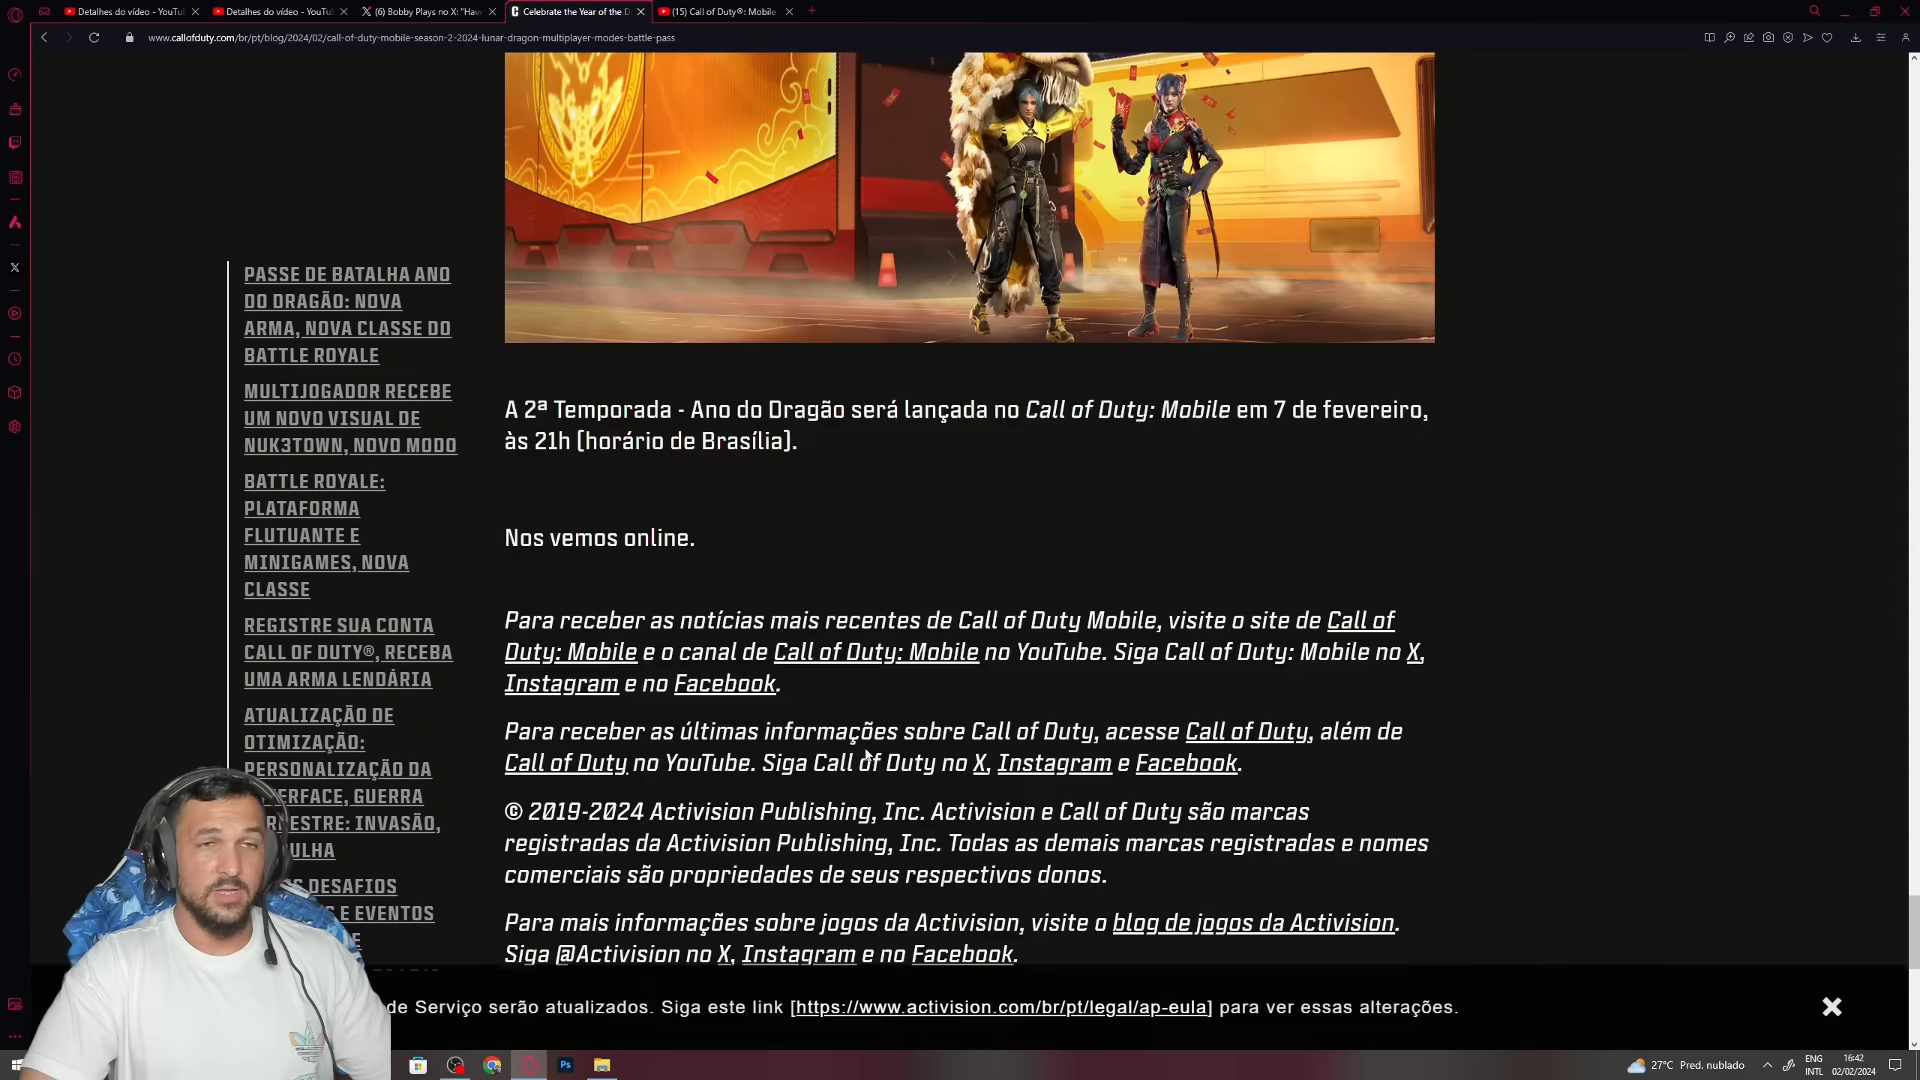 Detalhes do vídeo - YouTu
Detalhes do vídeo - YouTu
(6) Bobby Plays no X: "Hav
Celebrate the Year of the D
(15) Call of Duty®: Mobile
www.callofduty.com/br/pt/blog/2024/02/call-of-duty-mobile-season-2-2024-lunar-dragon-multiplayer-modes-battle-pass
PASSE DE BATALHA ANO
DO DRAGÃO: NOVA
ARMA, NOVA CLASSE DO
BATTLE ROYALE
MULTIJOGADOR RECEBE
UM NOVO VISUAL DE
NUK3TOWN, NOVO MODO
BATTLE ROYALE:
PLATAFORMA
FLUTUANTE E
MINIGAMES, NOVA
CLASSE
REGISTRE SUA CONTA
CALL OF DUTY®, RECEBA
UMA ARMA LENDÁRIA
ATUALIZAÇÃO DE
OTIMIZAÇÃO:
PERSONALIZAÇÃO DA
ERFACE, GUERRA
RESTRE: INVASÃO,
ULHA
S DESAFIOS
S E EVENTOS
E
A 2ª Temporada - Ano do Dragão será lançada no Call of Duty: Mobile em 7 de fevereiro,
às 21h [horário de Brasília].
Nos vemos online.
Para receber as notícias mais recentes de Call of Duty Mobile, visite o site de Call of
Duty: Mobile e o canal de Call of Duty: Mobile no YouTube. Siga Call of Duty: Mobile no X,
Instagram e no Facebook.
Para receber as últimas informações sobre Call of Duty, acesse Call of Duty, além de
Call of Duty no YouTube. Siga Call of Duty no X, Instagram e Facebook.
© 2019-2024 Activision Publishing, Inc. Activision e Call of Duty são marcas
registradas da Activision Publishing, Inc. Todas as demais marcas registradas e nomes
comerciais são propriedades de seus respectivos donos.
Para mais informações sobre jogos da Activision, visite o blog de jogos da Activision.
Siga @Activision no X, Instagram e no Facebook.
de Serviço serão atualizados. Siga este link [https://www.activision.com/br/pt/legal/ap-eula] para ver essas alterações.
Ps
27°C Pred. nublado
ENG
INTL
16:42
02/02/2024